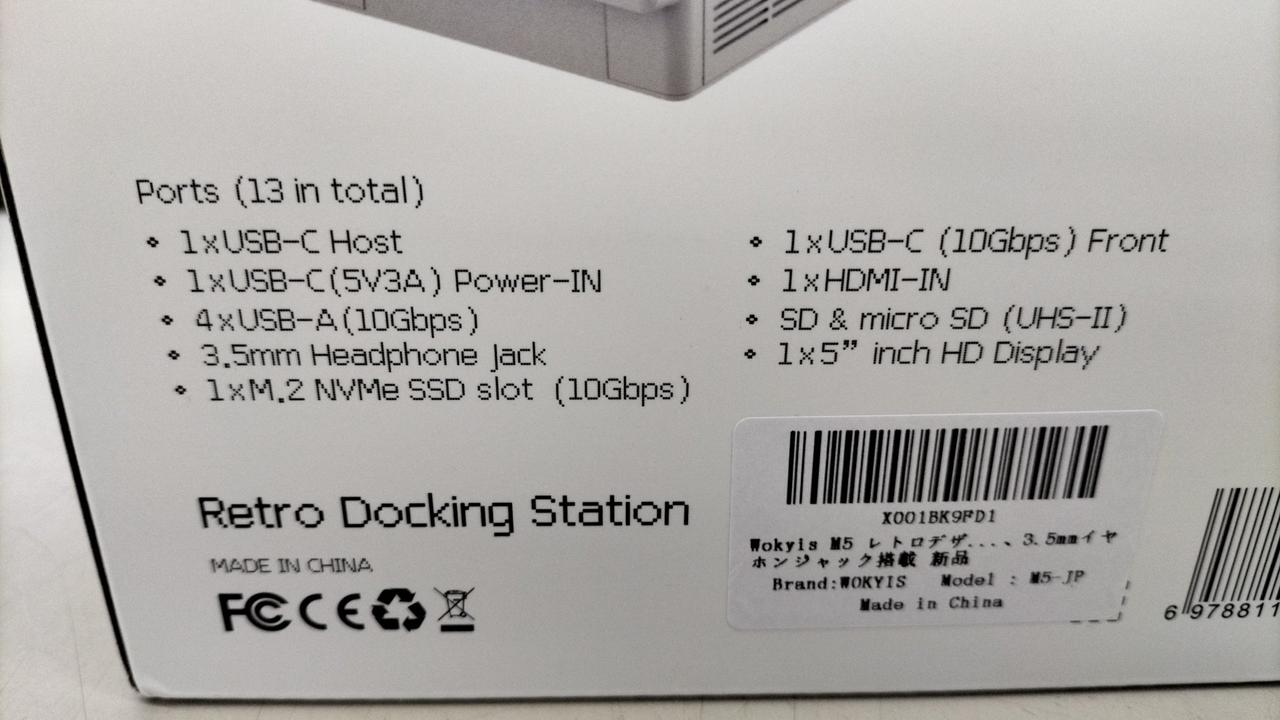 Ports (13 in total)
1xUSB-C Host
1xUSB-C(5V3A) Power-IN
4xUSB-A(10Gbps)
3.5mm Headphone Jack
1xM.2 NVMe SSD slot (10Gbps)
1xUSB-C (10Gbps) Front
1xHDMI-IN
SD & micro SD (UHS-II)
1x5” inch HD Display
Retro Docking Station
MADE IN CHINA
FC CE
X001BK9FD1
Wokyis M5 レトロデザ...、3.5mmイヤ
ホンジャック搭載 新品
Brand:WOKYIS Model : M5-JP
Made in China
6 978811